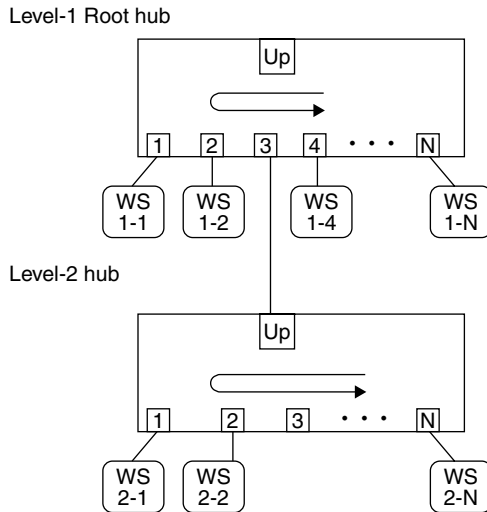 Level-1 Root hub
Up
1 2 3 4 • • • N
WS
1-1
WS
1-2
WS
1-4
WS
1-N
Level-2 hub
Up
1 2 3 • • • N
WS
2-1
WS
2-2
WS
2-N